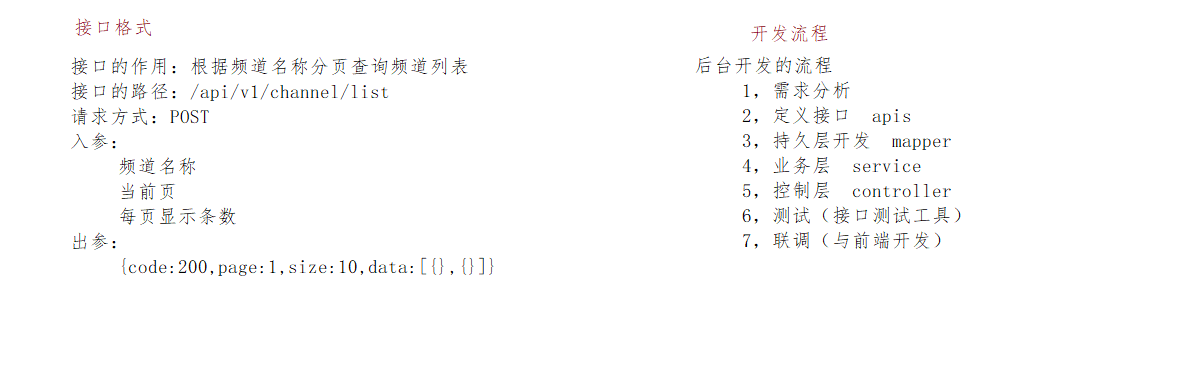 接口格式
接口的作用：根据频道名称分页查询频道列表
接口的路径：/api/v1/channel/list
请求方式：POST
入参：
频道名称
当前页
每页显示条数
出参：
{code:200,page:1,size:10,data:[{},{}]}
开发流程
后台开发的流程
1，需求分析
2，定义接口  apis
3，持久层开发  mapper
4，业务层  service
5，控制层  controller
6，测试（接口测试工具）
7，联调（与前端开发）